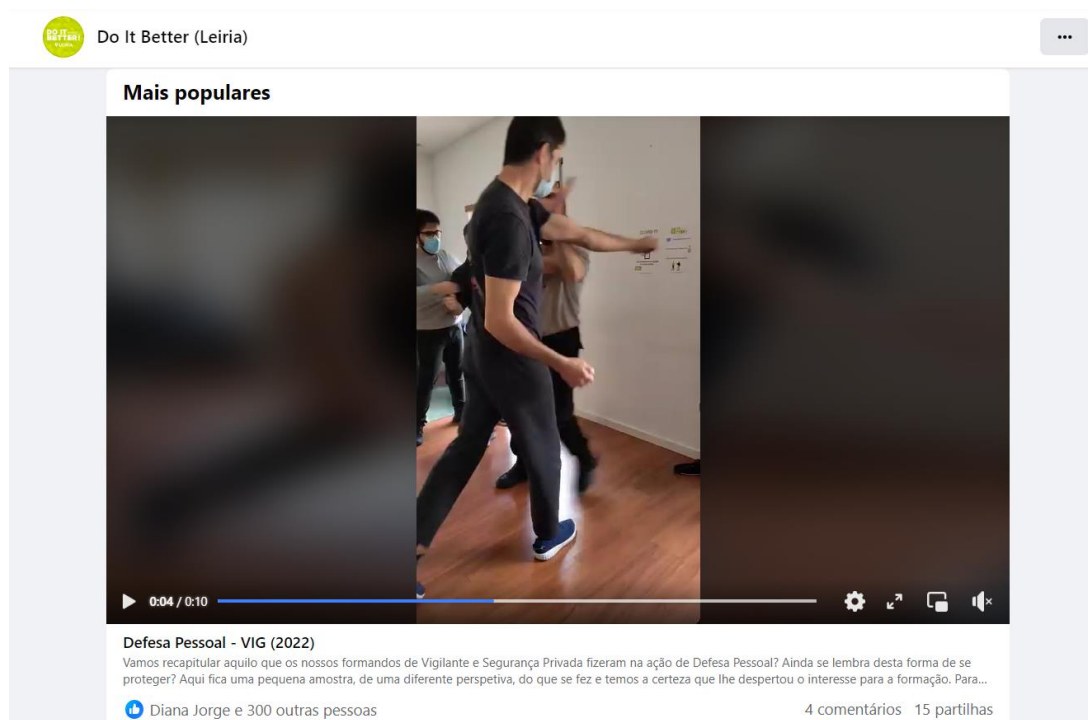 DO IT
BETTER!
Do It Better (Leiria)
Mais populares
0:04 / 0:10
Defesa Pessoal - VIG (2022)
Vamos recapitular aquilo que os nossos formandos de Vigilante e Segurança Privada fizeram na ação de Defesa Pessoal? Ainda se lembra desta forma de se
proteger? Aqui fica uma pequena amostra, de uma diferente perspetiva, do que se fez e temos a certeza que lhe despertou o interesse para a formação. Para...
Diana Jorge e 300 outras pessoas
4 comentários 15 partilhas